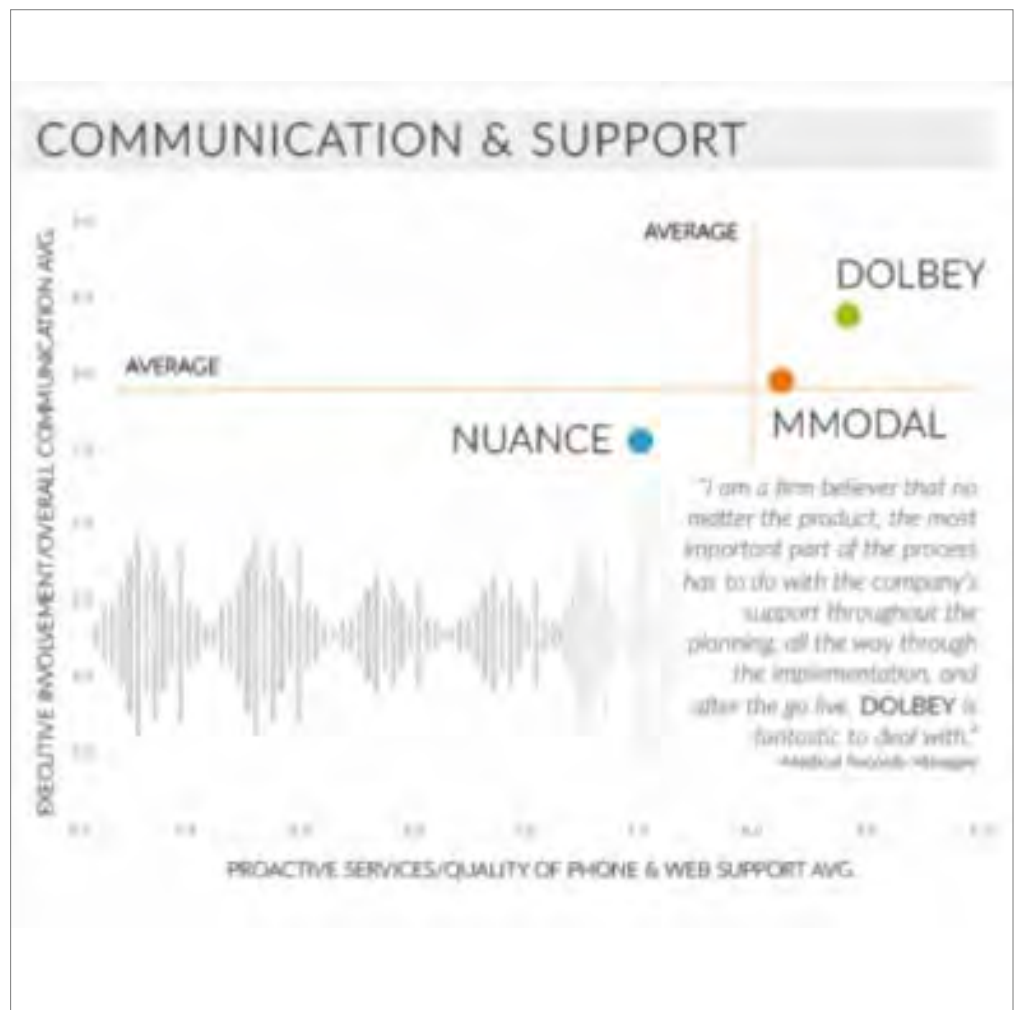 COMMUNICATION & SUPPORT
EXECUTIVE INVOLVEMENT/OVERALL COMMUNICATION AVG.
AVERAGE
DOLBEY
AVERAGE
MMODAL
NUANCE
"I am a firm believer that no
matter the product, the most
important part of the process
has to do with the company's
support throughout the
planning, all the way through
the implementation, and
after the go live. DOLBEY is
fantastic to deal with."
-Medical Records Manager
PROACTIVE SERVICES/QUALITY OF PHONE & WEB SUPPORT AVG.